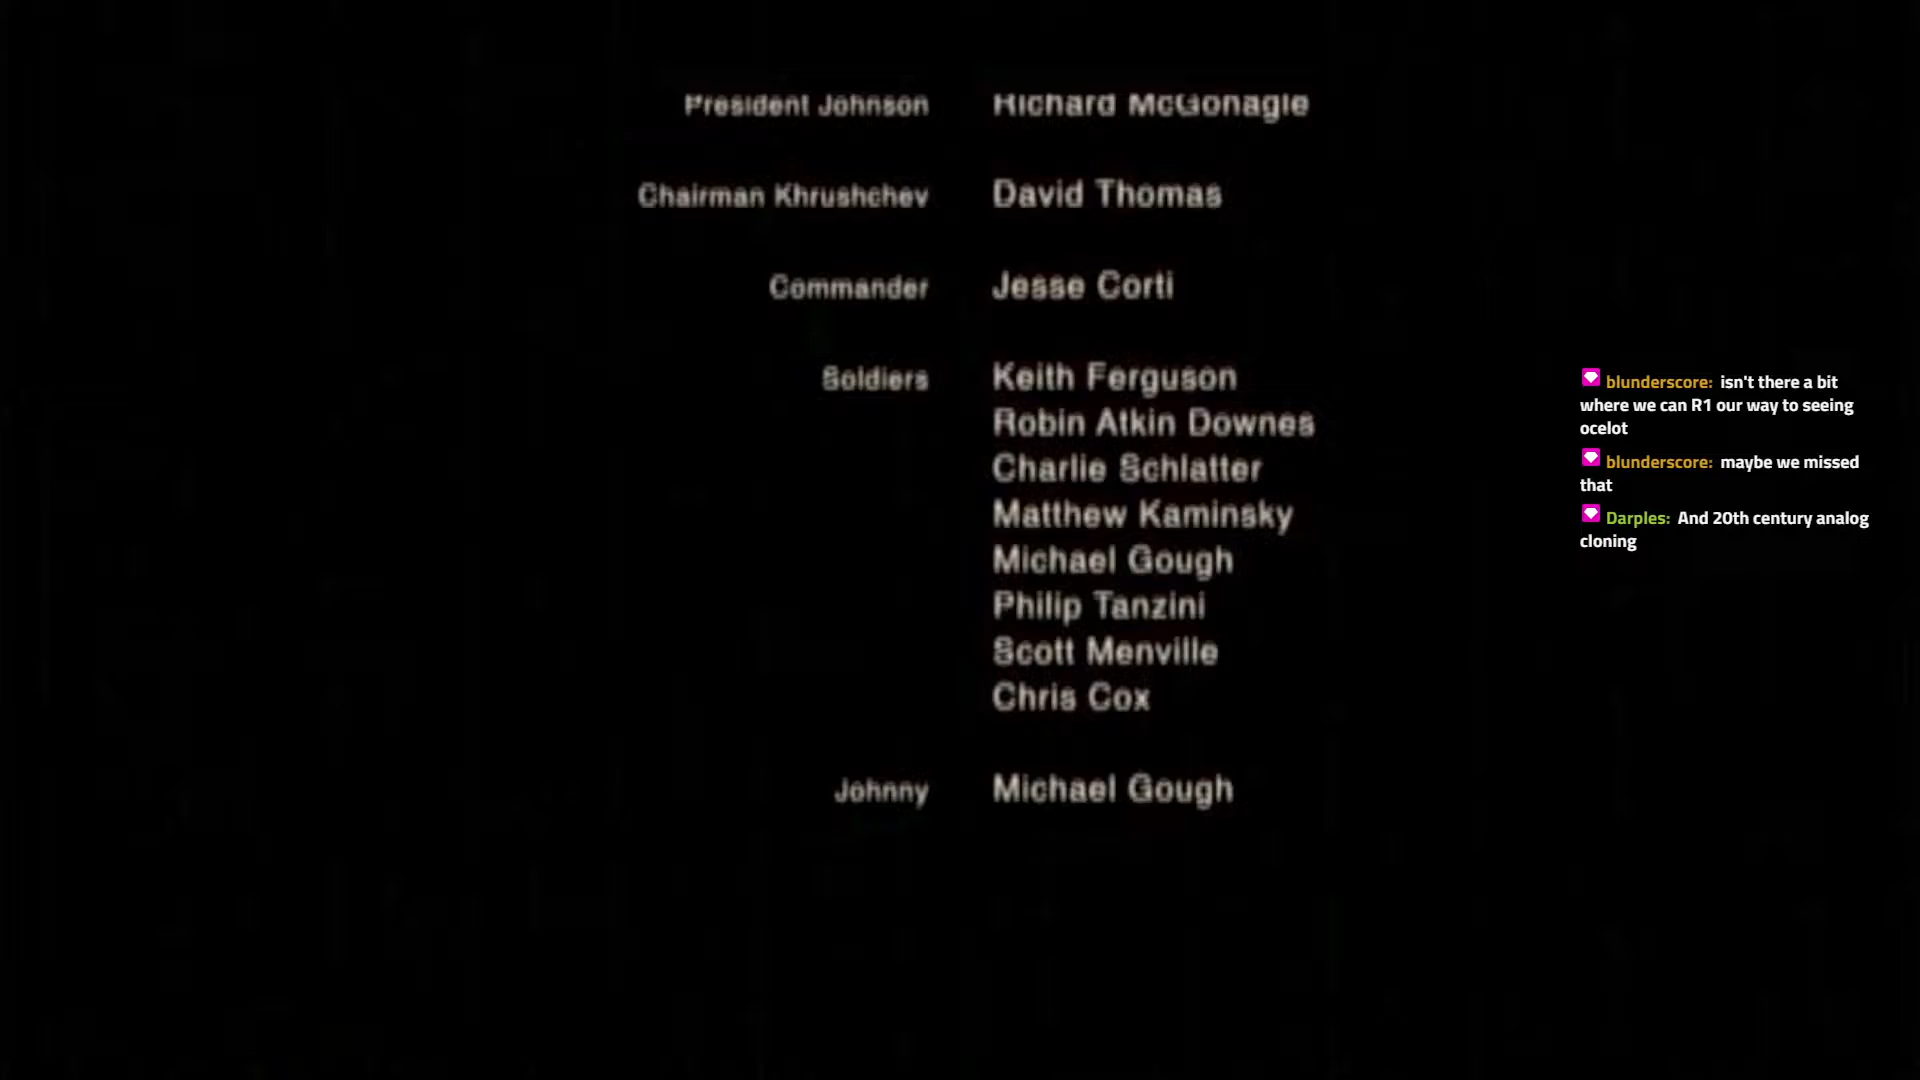 President Johnson Richard McGonagle
Chairman Khrushchev David Thomas
Commander Jesse Corti
Soldiers Keith Ferguson
Robin Atkin Downes
Charlie Schlatter
Matthew Kaminsky
Michael Gough
Philip Tanzini
Scott Menville
Chris Cox
Johnny Michael Gough
blunderscore: isn't there a bit
where we can R1 our way to seeing
ocelot
blunderscore: maybe we missed
that
Darples: And 20th century analog
cloning